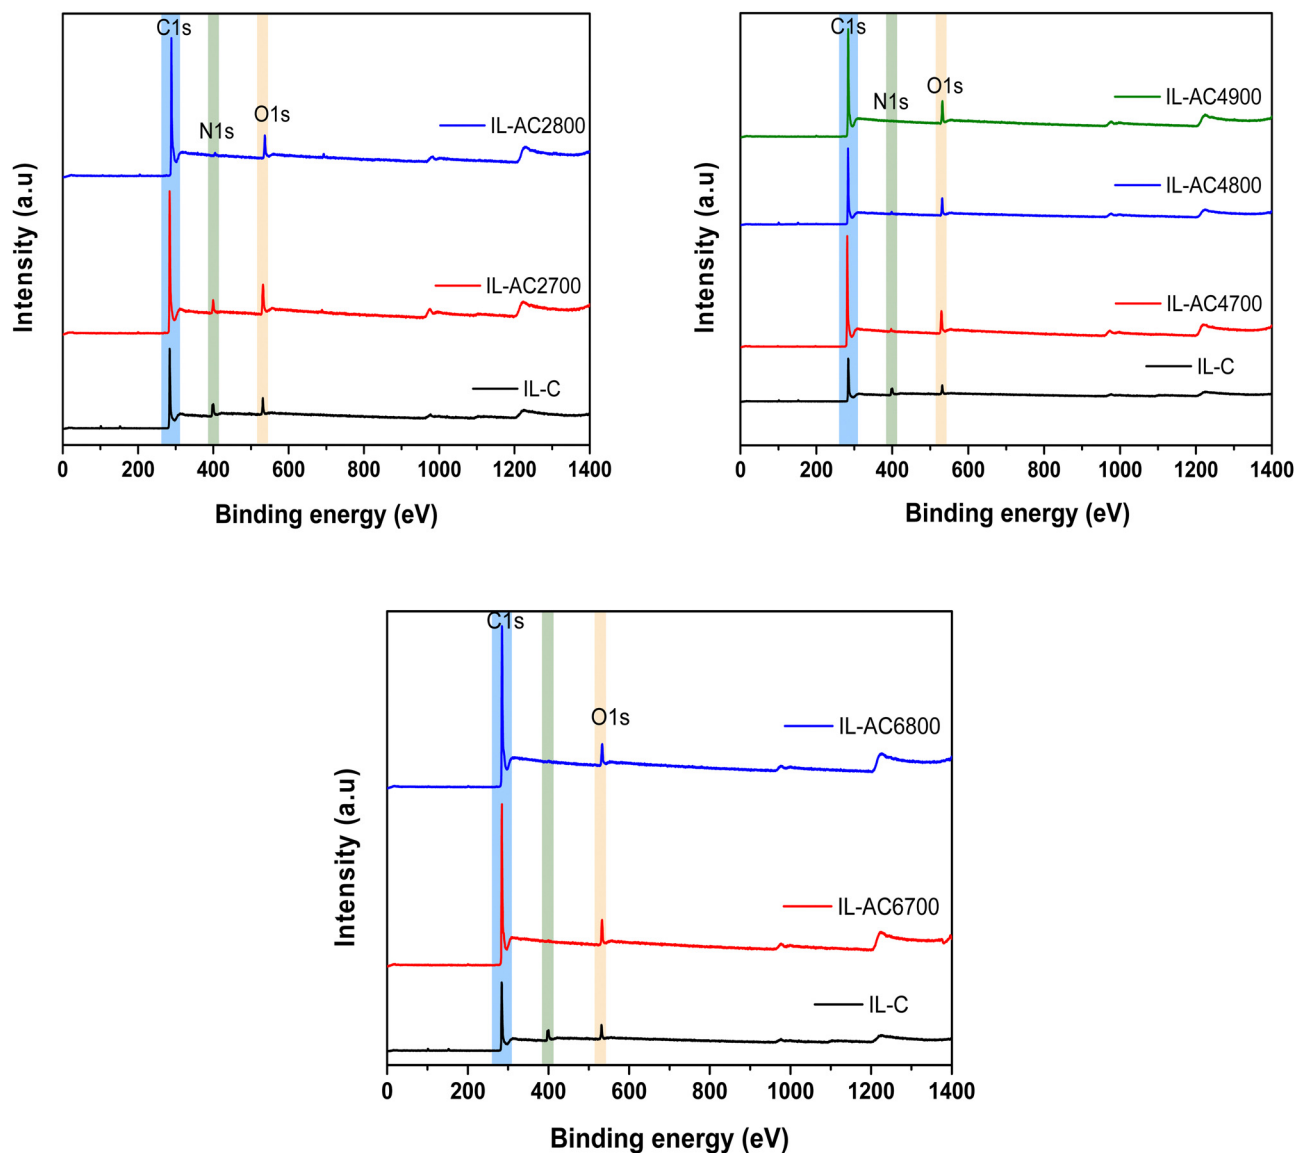 C1s
N1s
O1s
IL-AC2800
IL-AC2700
IL-C
Intensity (a.u)
0 200 400 600 800 1000 1200 1400
Binding energy (eV)
C1s
N1s
O1s
IL-AC4900
IL-AC4800
IL-AC4700
IL-C
Intensity (a.u)
0 200 400 600 800 1000 1200 1400
Binding energy (eV)
C1s
O1s
IL-AC6800
IL-AC6700
IL-C
Intensity (a.u)
0 200 400 600 800 1000 1200 1400
Binding energy (eV)